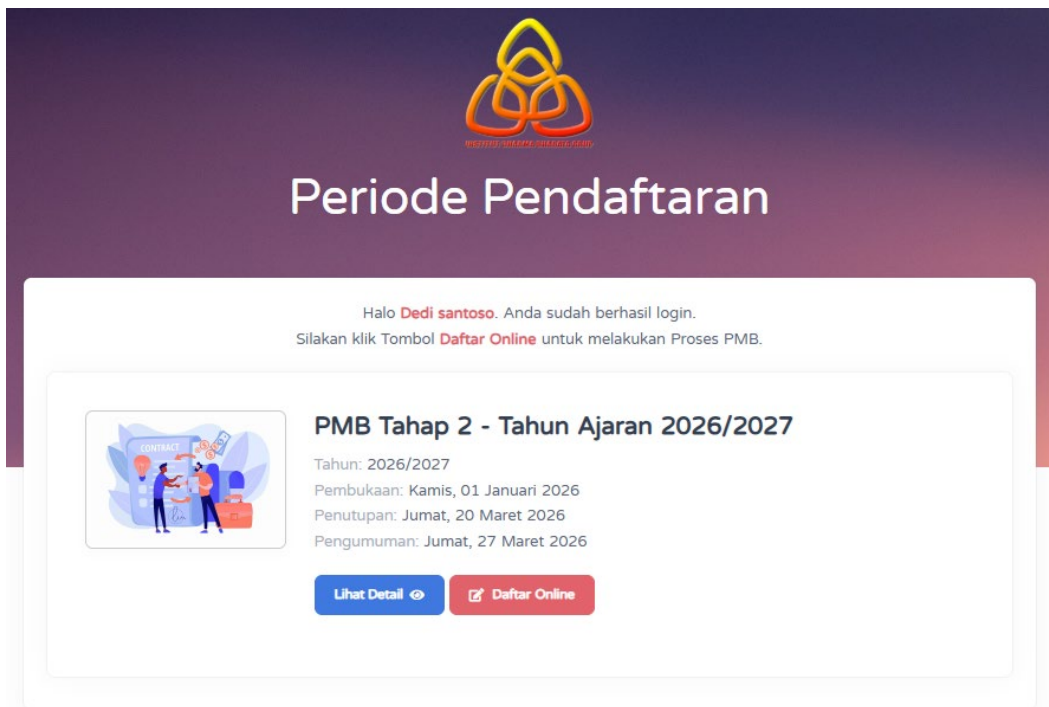 Periode Pendaftaran
Halo Dedi santoso. Anda sudah berhasil login.
Silakan klik Tombol Daftar Online untuk melakukan Proses PMB.
CONTRACT
PMB Tahap 2 - Tahun Ajaran 2026/2027
Tahun: 2026/2027
Pembukaan: Kamis, 01 Januari 2026
Penutupan: Jumat, 20 Maret 2026
Pengumuman: Jumat, 27 Maret 2026
Lihat Detail
Daftar Online